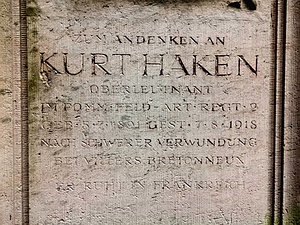 ZUM ANDENKEN AN
KURT HAKEN
OBERLEUTNANT
IM POMM. FELD-ART. REGT. 2
GEST. 7.8.1918
NACH SCHWERER VERWUNDUNG
BEI VILLERS BRETONNEUX
ER RUHT IN FRANKREICH